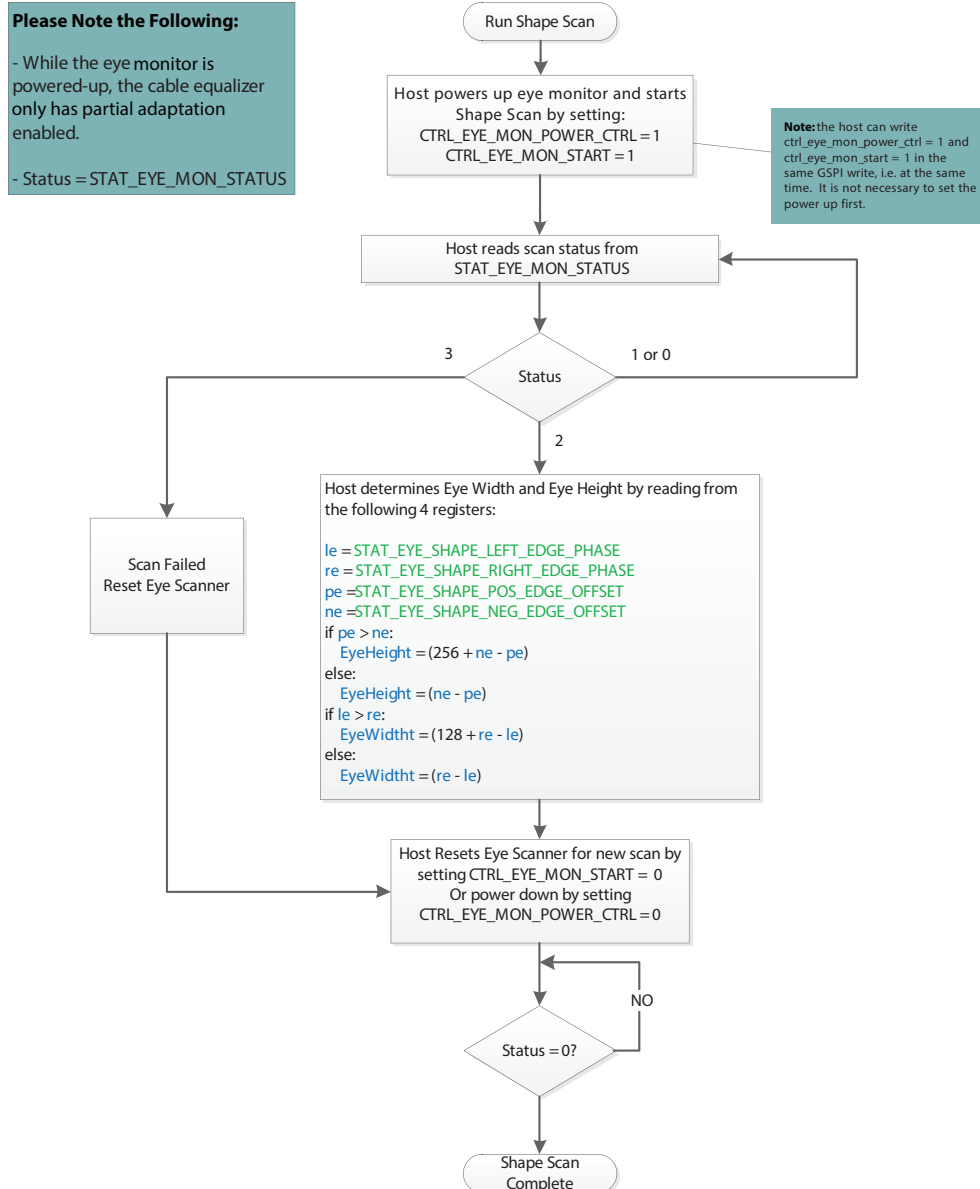 Please Note the Following:
- While the eye monitor is
powered-up, the cable equalizer
only has partial adaptation
enabled.
- Status = STAT_EYE_MON_STATUS
Run Shape Scan
Host powers up eye monitor and starts
Shape Scan by setting:
CTRL_EYE_MON_POWER_CTRL = 1
CTRL_EYE_MON_START = 1
Note: the host can write
ctrl_eye_mon_power_ctrl = 1 and
ctrl_eye_mon_start = 1 in the
same GSPI write, i.e. at the same
time. It is not necessary to set the
power up first.
Host reads scan status from
STAT_EYE_MON_STATUS
3
1 or 0
Status
2
Host determines Eye Width and Eye Height by reading from
the following 4 registers:
le = STAT_EYE_SHAPE_LEFT_EDGE_PHASE
re = STAT_EYE_SHAPE_RIGHT_EDGE_PHASE
pe =STAT_EYE_SHAPE_POS_EDGE_OFFSET
ne =STAT_EYE_SHAPE_NEG_EDGE_OFFSET
if pe > ne:
EyeHeight = (256 + ne - pe)
else:
EyeHeight = (ne - pe)
if le > re:
EyeWidtht = (128 + re - le)
else:
EyeWidtht = (re - le)
Scan Failed
Reset Eye Scanner
Host Resets Eye Scanner for new scan by
setting CTRL_EYE_MON_START = 0
Or power down by setting
CTRL_EYE_MON_POWER_CTRL = 0
NO
Status = 0?
Shape Scan
Complete